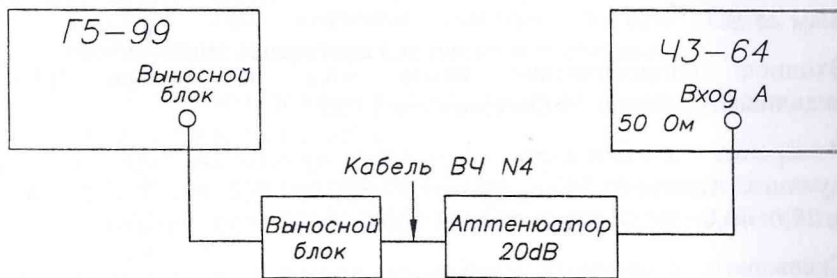 Г5-99
Выносной
блок
Ч3-64
Вход А
50 Ом
Кабель ВЧ N4
Выносной
блок
Аттенюатор
20dB